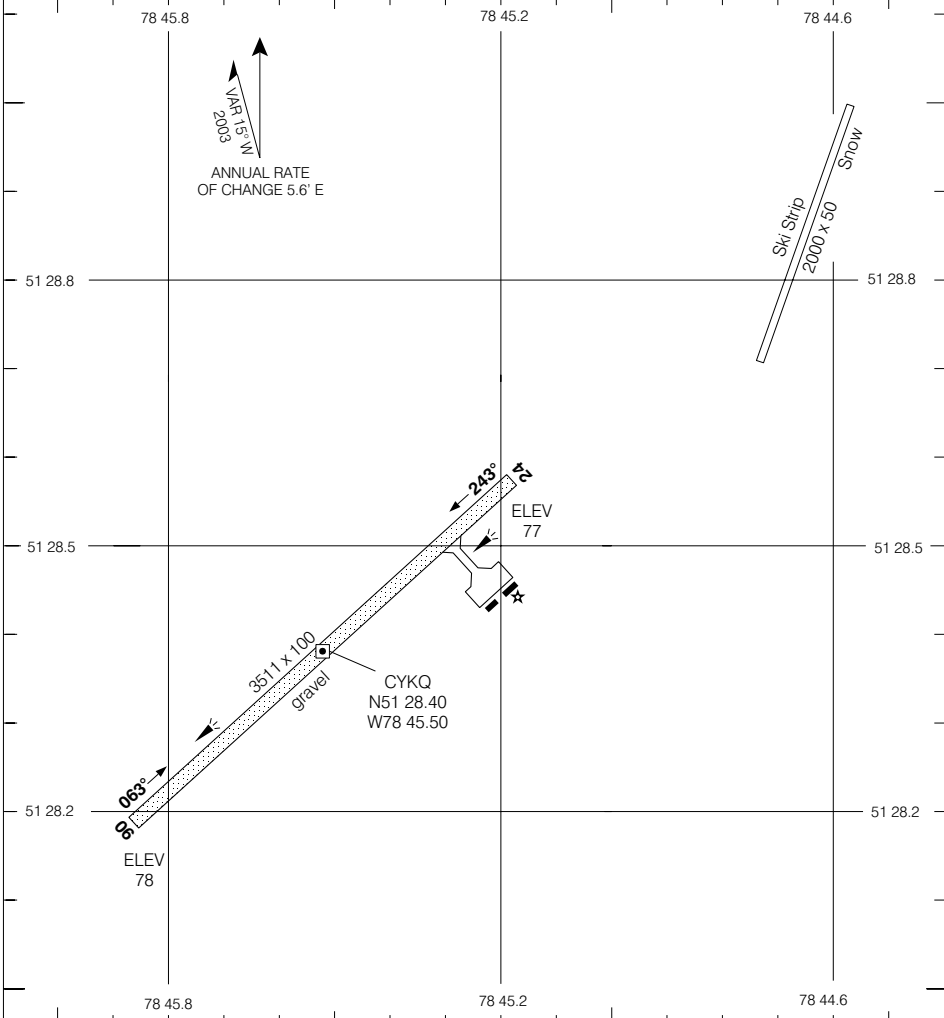 78 45.8
78 45.2
78 44.6
VAR 15° W
2003
ANNUAL RATE
OF CHANGE 5.6' E
Snow
Ski Strip
2000 x 50
51 28.8
51 28.8
243°
24
ELEV
77
51 28.5
51 28.5
3511 x 100
gravel
CYKQ
N51 28.40
W78 45.50
063°
06
51 28.2
51 28.2
ELEV
78
78 45.8
78 45.2
78 44.6